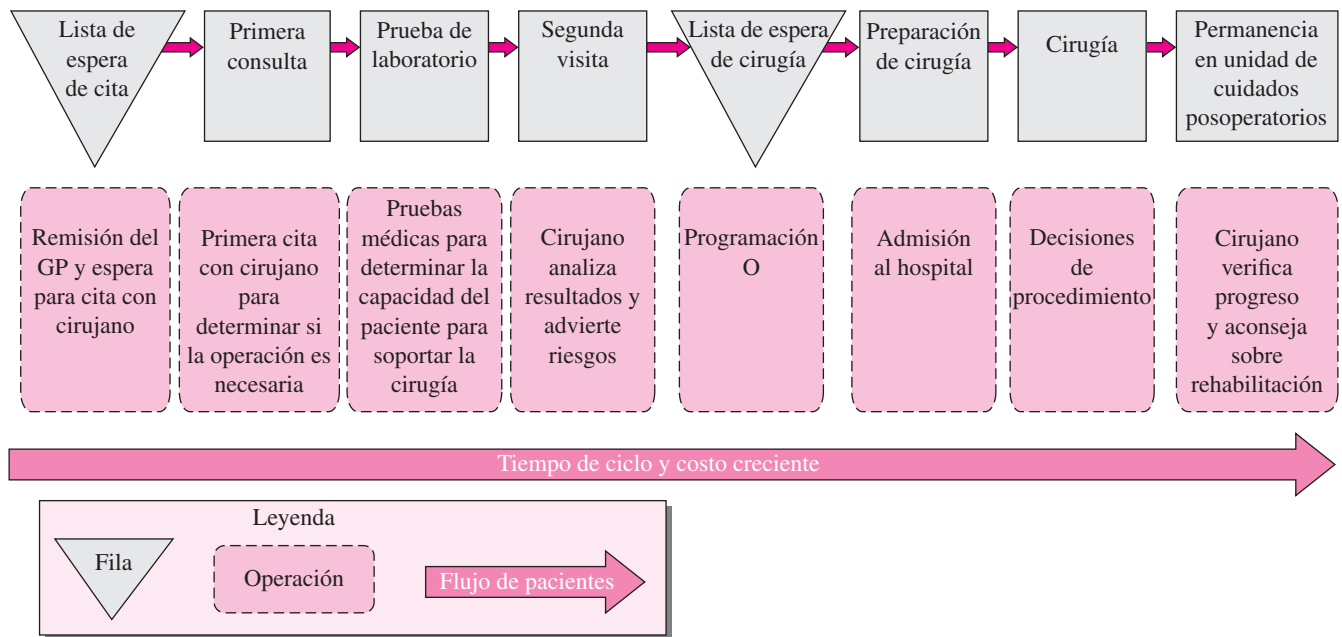 Lista de
espera
de cita
Primera
consulta
Prueba de
laboratorio
Segunda
visita
Lista de espera
de cirugía
Preparación
de cirugía
Cirugía
Permanencia
en unidad de
cuidados
posoperatorios
Remisión del
GP y espera
para cita con
cirujano
Primera cita
con cirujano
para
determinar si
la operación es
necesaria
Pruebas
médicas para
determinar la
capacidad del
paciente para
soportar la
cirugía
Cirujano
analiza
resultados y
advierte
riesgos
Programación
O
Admisión
al hospital
Decisiones
de
procedimiento
Cirujano
verifica
progreso
y aconseja
sobre
rehabilitación
Tiempo de ciclo y costo creciente
Leyenda
Fila
Operación
Flujo de pacientes